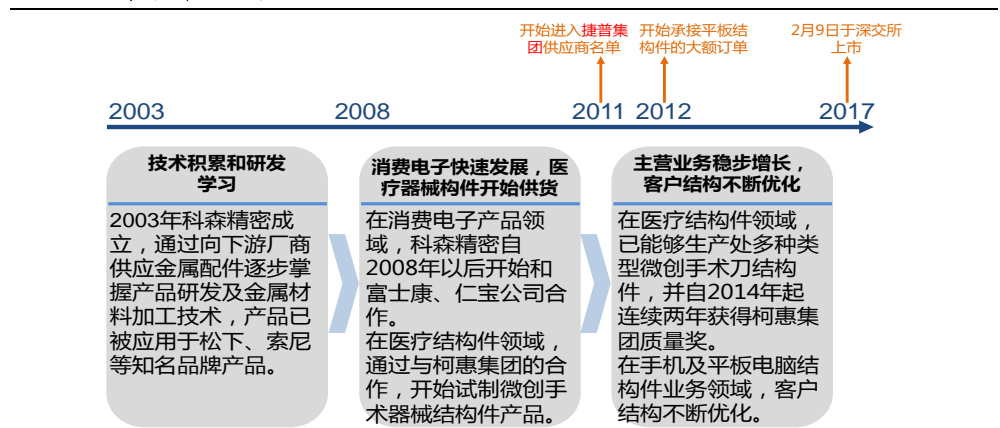 开始进入捷普集
团供应商名单
开始承接平板结
构件的大额订单
2月9日于深交所
上市
2003
2008
2011
2012
2017
技术积累和研发
学习
2003年科森精密成
立，通过向下游厂商
供应金属配件逐步掌
握产品研发及金属材
料加工技术，产品已
被应用于松下、索尼
等知名品牌产品。
消费电子快速发展，医
疗器械构件开始供货
在消费电子产品领
域，科森精密自
2008年以后开始和
富士康、仁宝公司合
作。
在医疗结构件领域，
通过与柯惠集团的合
作，开始试制微创手
术器械结构件产品。
主营业务稳步增长，
客户结构不断优化
在医疗结构件领域，
已能够生产处多种类
型微创手术刀结构
件，并自2014年起
连续两年获得柯惠集
团质量奖。
在手机及平板电脑结
构件业务领域，客户
结构不断优化。